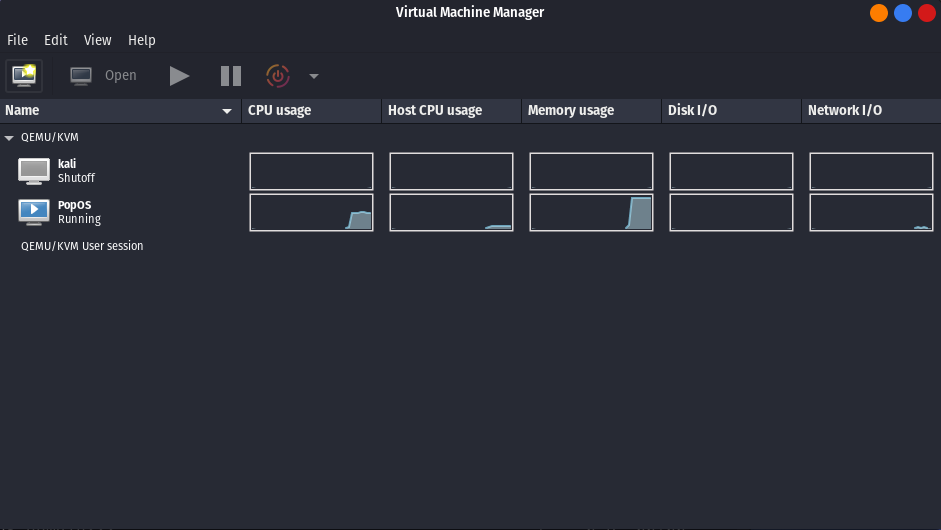 Virtual Machine Manager
File Edit View Help
Open
Name CPU usage Host CPU usage Memory usage Disk I/O Network I/O
QEMU/KVM
kali
Shutoff
PopOS
Running
QEMU/KVM User session